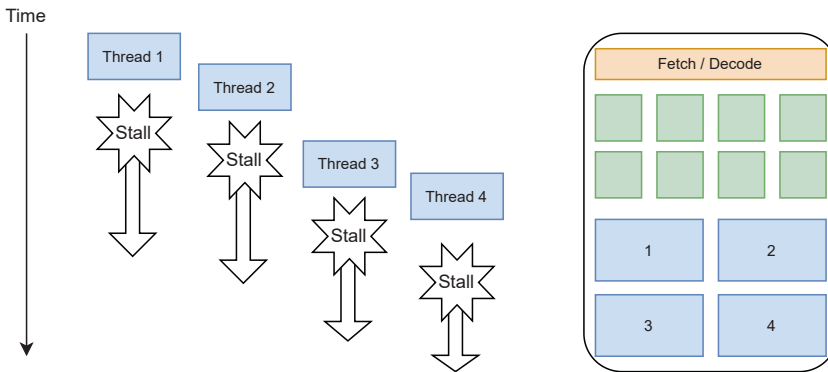 Time
Thread 1
Thread 2
Thread 3
Thread 4
Stall
Stall
Stall
Stall
Fetch / Decode
1
2
3
4